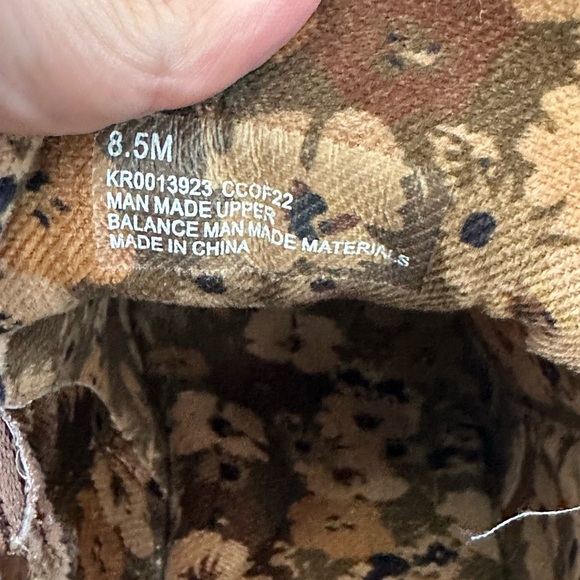 8.5M
KR0013923 CCOF22
MAN MADE UPPER
BALANCE MAN MADE MATERIALS
MADE IN CHINA